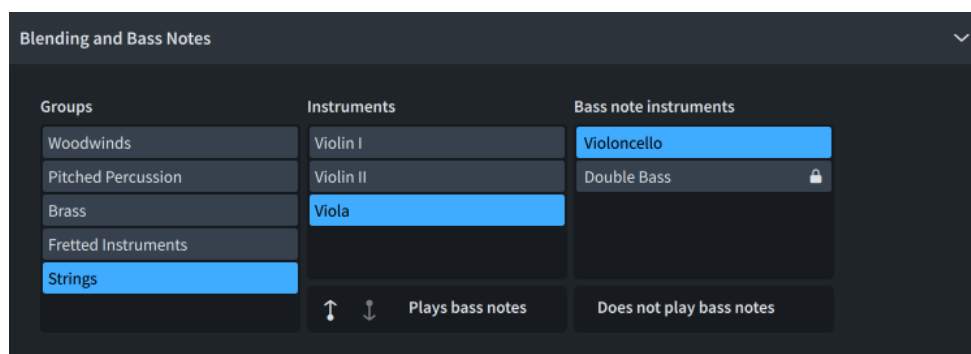 Blending and Bass Notes
Groups Instruments Bass note instruments
Woodwinds Violin I Violoncello
Pitched Percussion Violin II Double Bass
Brass Viola
Fretted Instruments
Strings
Plays bass notes Does not play bass notes